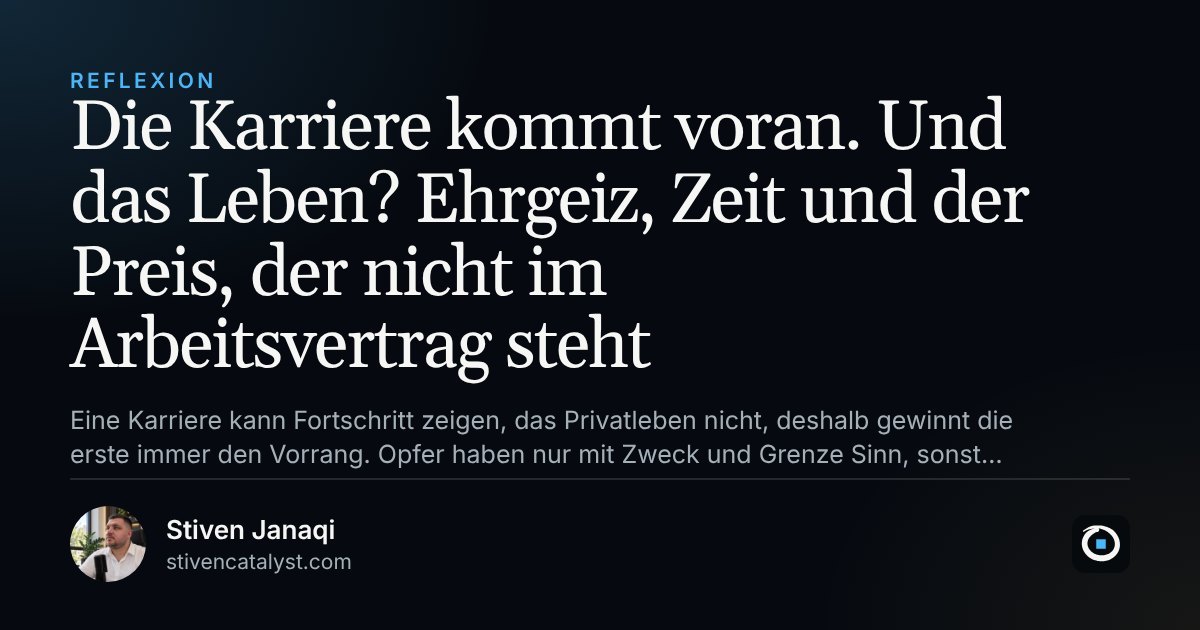 REFLEXION
Die Karriere kommt voran. Und
das Leben? Ehrgeiz, Zeit und der
Preis, der nicht im
Arbeitsvertrag steht
Eine Karriere kann Fortschritt zeigen, das Privatleben nicht, deshalb gewinnt die
erste immer den Vorrang. Opfer haben nur mit Zweck und Grenze Sinn, sonst...
Stiven Janaqi
stivencatalyst.com